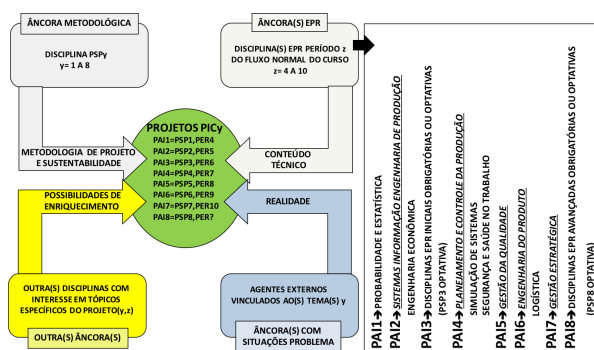 ÂNCORA METODOLÓGICA
DISCIPLINA PSPy
y= 1 A 8
ÂNCORA(S) EPR
DISCIPLINA(S) EPR PERÍODO z
DO FLUXO NORMAL DO CURSO
z= 4 A 10
METODOLOGIA DE PROJETO
E SUSTENTABILIDADE
POSSIBILIDADES DE
ENRIQUECIMENTO
PROJETOS PICy
PAI1=PSP1,PER4
PAI2=PSP2,PER5
PAI3=PSP3,PER6
PAI4=PSP4,PER7
PAI5=PSP5,PER8
PAI6=PSP6,PER9
PAI7=PSP7,PER10
PAI8=PSP8,PER?
CONTEÚDO
TÉCNICO
REALIDADE
OUTRA(S) DISCIPLINAS COM
INTERESSE EM TÓPICOS
ESPECÍFICOS DO PROJETO(y,z)
OUTRA(S) ÂNCORA(S)
AGENTES EXTERNOS
VINCULADOS AO(S) TEMA(S) y
ÂNCORA(S) COM
SITUAÇÕES PROBLEMA
PAI1→PROBABILIDADE E ESTATÍSTICA
PAI2→SISTEMAS INFORMAÇÃO ENGENHARIA DE PRODUÇÃO
ENGENHARIA ECONÔMICA
PAI3→DISCIPLINAS EPR INICIAIS OBRIGATÓRIAS OU OPTATIVAS
(PSP3 OPTATIVA)
PAI4→PLANEJAMENTO E CONTROLE DA PRODUÇÃO
SIMULAÇÃO DE SISTEMAS
SEGURANÇA E SAÚDE NO TRABALHO
PAI5→GESTÃO DA QUALIDADE
PAI6→ENGENHARIA DO PRODUTO
LOGÍSTICA
PAI7→GESTÃO ESTRATÉGICA
PAI8→DISCIPLINAS EPR AVANÇADAS OBRIGATÓRIAS OU OPTATIVAS
(PSP8 OPTATIVA)